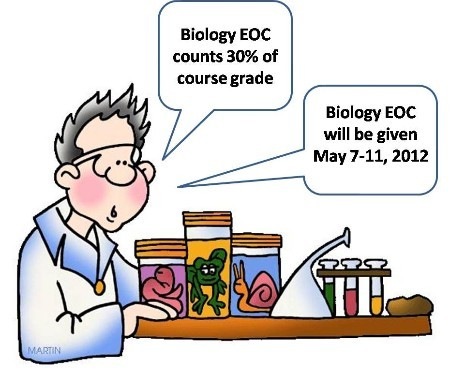 Biology EOC
counts 30% of
course grade
Biology EOC
will be given
May 7-11, 2012
MARTIN